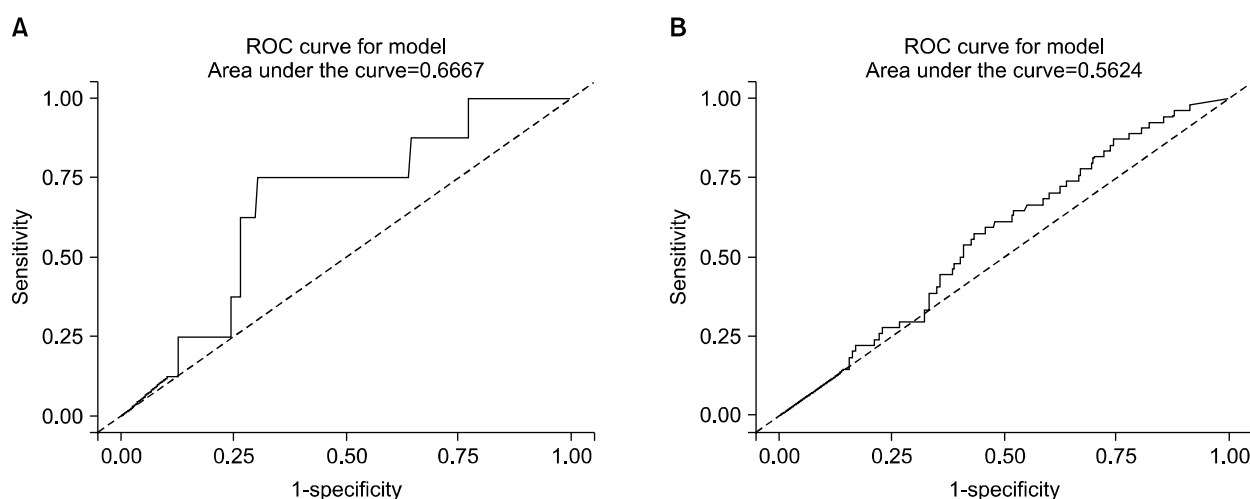 A
ROC curve for model
Area under the curve=0.6667
1.00
0.75
0.50
0.25
0.00
Sensitivity
0.00 0.25 0.50 0.75 1.00
1-specificity
B
ROC curve for model
Area under the curve=0.5624
1.00
0.75
0.50
0.25
0.00
Sensitivity
0.00 0.25 0.50 0.75 1.00
1-specificity